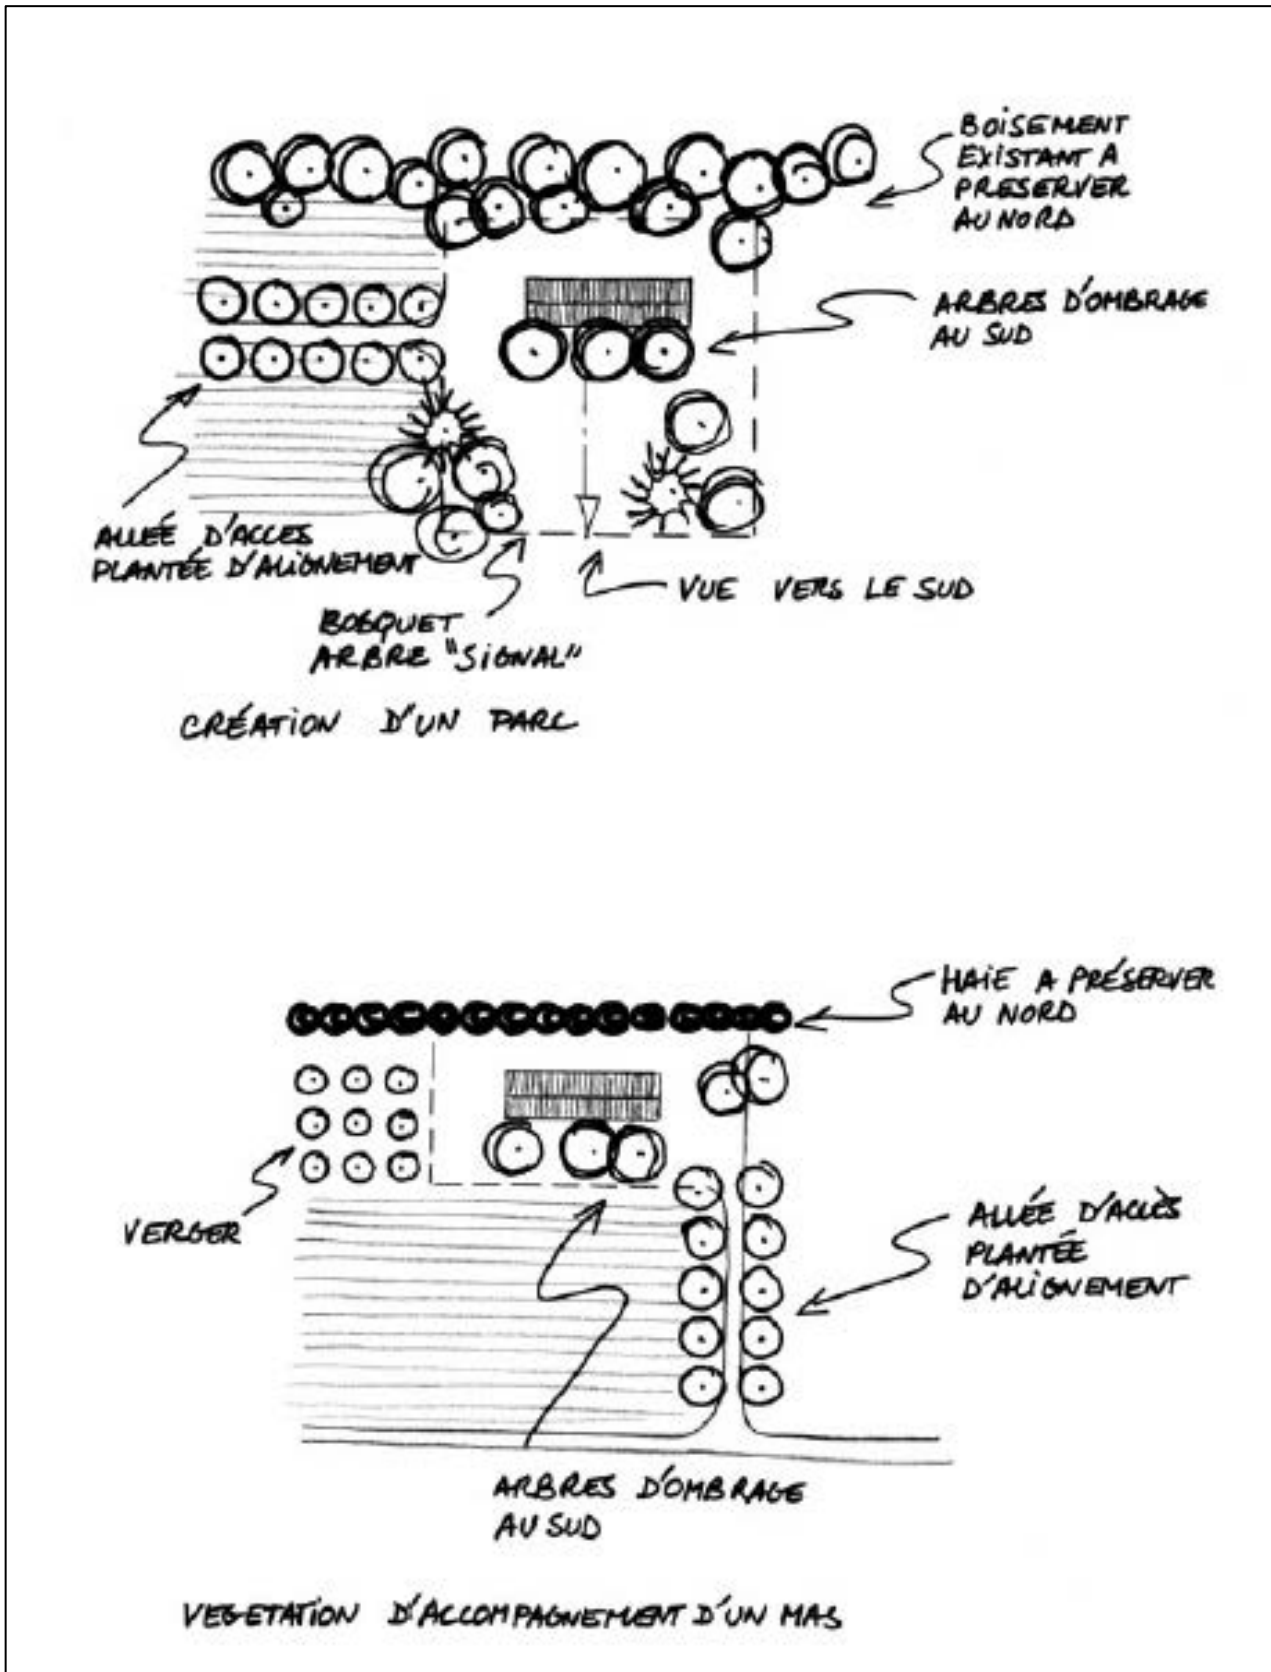 BOISEMENT
EXISTANT A
PRESERVER
AU NORD
ARBRES D'OMBRAGE
AU SUD
ALLEÉ D'ACCES
PLANTÉE D'ALIGNEMENT
VUE VERS LE SUD
BOSQUET
ARBRE "SIGNAL"
CRÉATION D'UN PARC
HAIE A PRÉSERVER
AU NORD
VERGER
ALLÉE D'ACCÈS
PLANTÉE
D'ALIGNEMENT
ARBRES D'OMBRAGE
AU SUD
VEGETATION D'ACCOMPAGNEMENT D'UN MAS